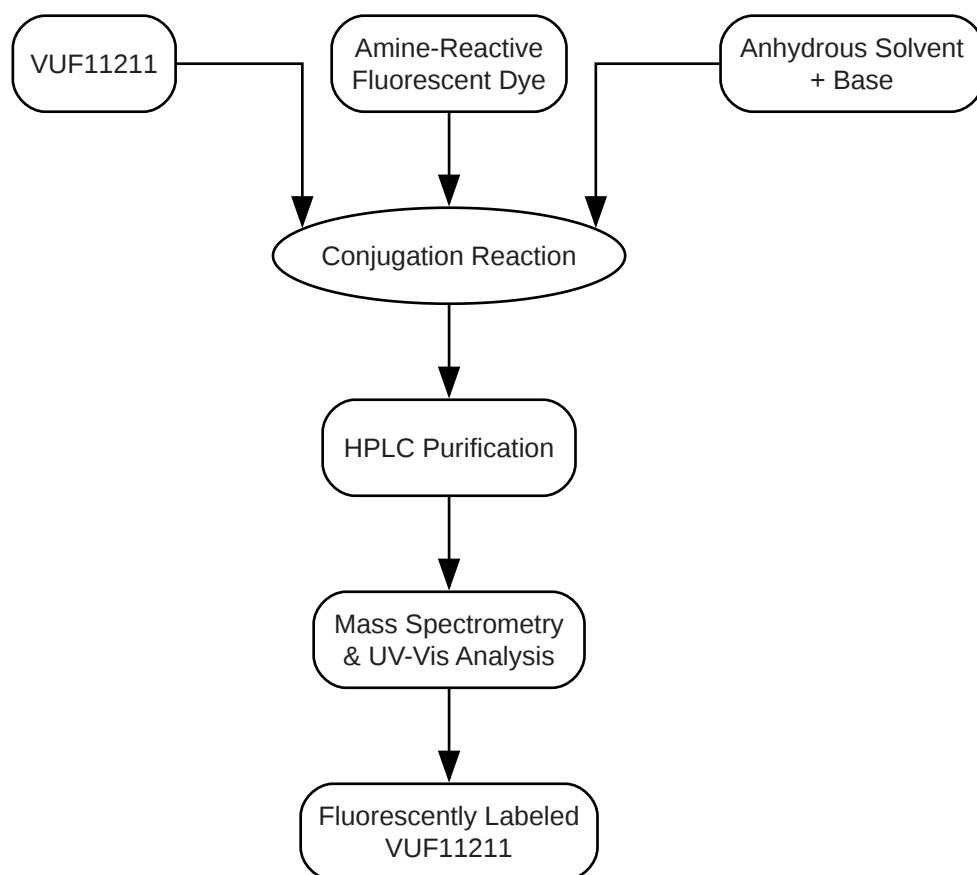 VUF11211
Amine-Reactive
Fluorescent Dye
Anhydrous Solvent
+ Base
Conjugation Reaction
HPLC Purification
Mass Spectrometry
& UV-Vis Analysis
Fluorescently Labeled
VUF11211